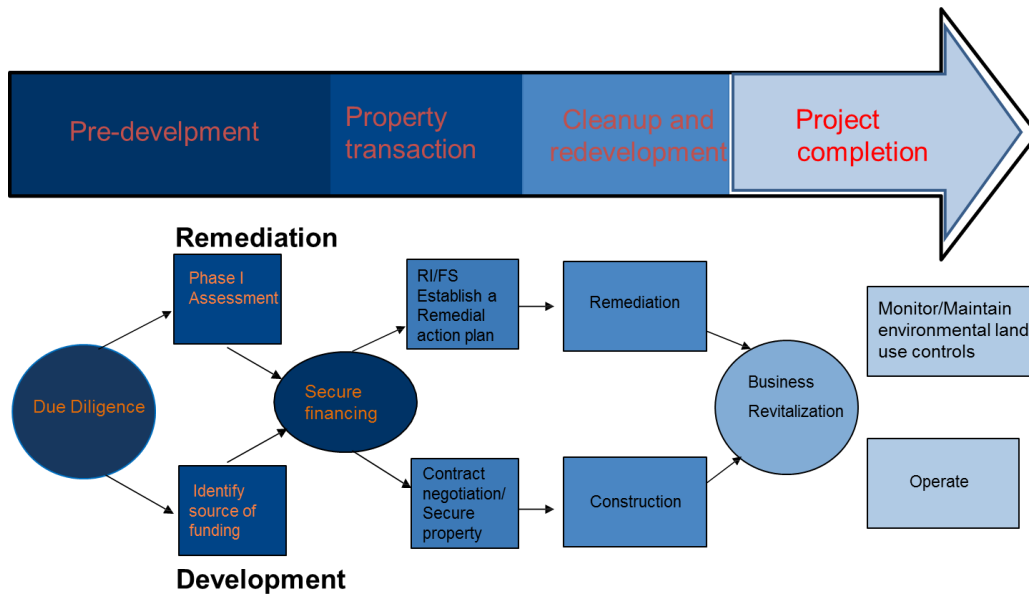 Pre-develpment
Property
transaction
Cleanup and
redevelopment
Project
completion
Remediation
Phase I
Assessment
RI/FS
Establish a
Remedial
action plan
Remediation
Monitor/Maintain
environmental land
use controls
Due Diligence
Secure
financing
Business
Revitalization
Identify
source of
funding
Contract
negotiation/
Secure
property
Construction
Operate
Development